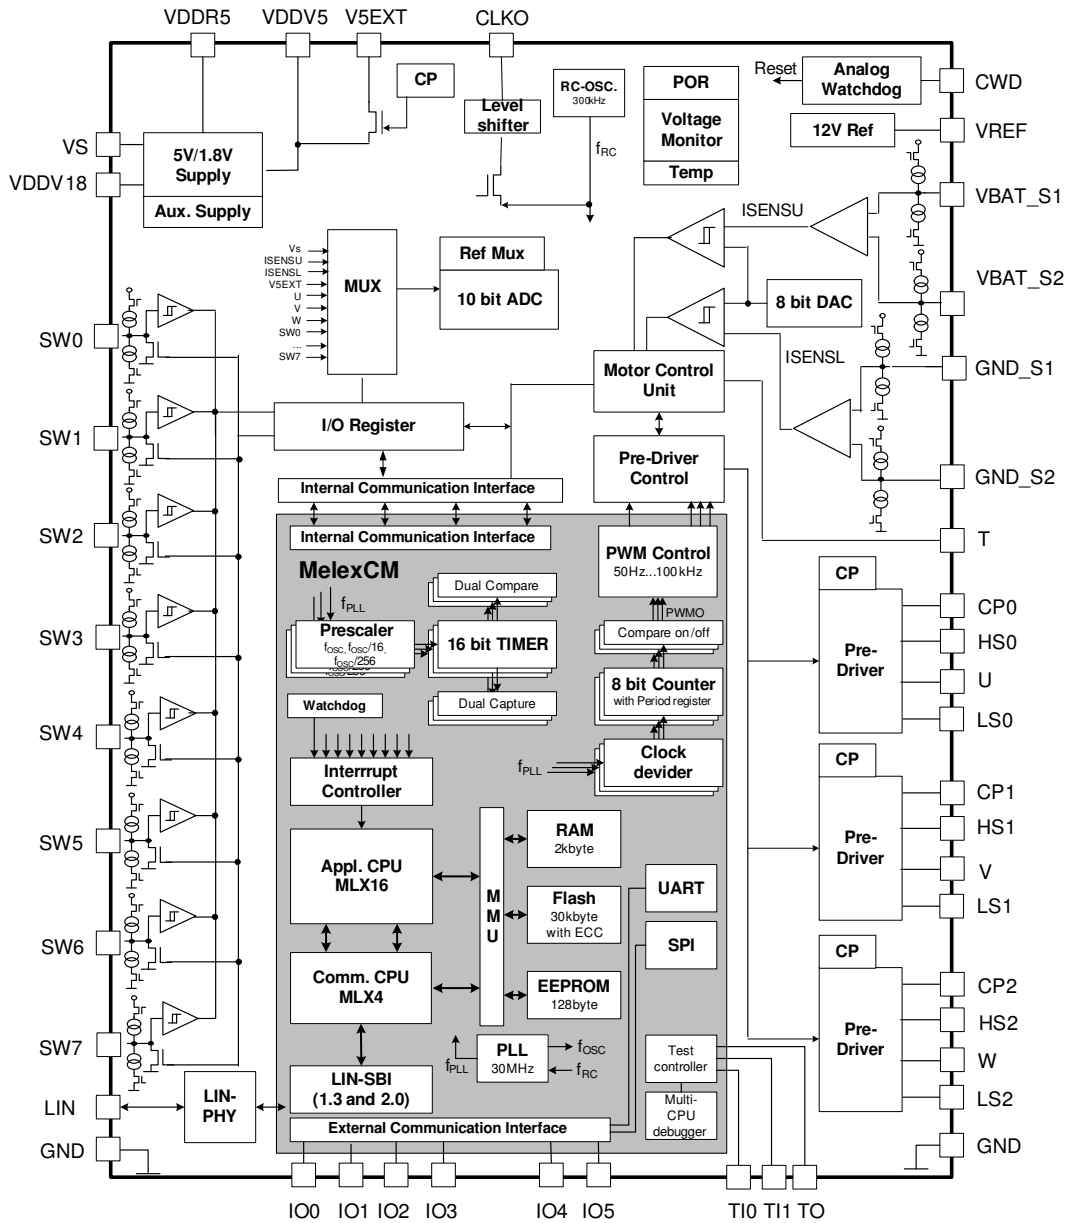 VDDR5
VDDV5
V5EXT
CLKO
VS
VDDV18
5V/1.8V
Supply
Aux. Supply
CP
Level
shifter
RC-OSC.
300kHz
fRC
POR
Voltage
Monitor
Temp
Reset
Analog
Watchdog
CWD
12V Ref
VREF
VBAT_S1
VBAT_S2
ISENSU
ISENSL
8 bit DAC
GND_S1
GND_S2
T
Vs
ISENSU
ISENSL
V5EXT
U
V
W
SW0
...
SW7
MUX
Ref Mux
10 bit ADC
SW0
SW1
SW2
SW3
SW4
SW5
SW6
SW7
I/O Register
Motor Control
Unit
Pre-Driver
Control
Internal Communication Interface
Internal Communication Interface
MelexCM
fPLL
Prescaler
fOSC, fOSC/16,
fOSC/256
Dual Compare
16 bit TIMER
Dual Capture
PWM Control
50Hz...100kHz
PWMO
Compare on/off
8 bit Counter
with Period register
Clock
devider
fPLL
Watchdog
Interrrupt
Controller
Appl. CPU
MLX16
Comm. CPU
MLX4
LIN-SBI
(1.3 and 2.0)
M
M
U
RAM
2kbyte
Flash
30kbyte
with ECC
EEPROM
128byte
PLL
30MHz
fPLL
fOSC
fRC
UART
SPI
Test
controller
Multi-
CPU
debugger
External Communication Interface
LIN
LIN-
PHY
GND
CP
Pre-
Driver
CP0
HS0
U
LS0
CP
Pre-
Driver
CP1
HS1
V
LS1
CP
Pre-
Driver
CP2
HS2
W
LS2
GND
IO0
IO1
IO2
IO3
IO4
IO5
TI0
TI1
TO